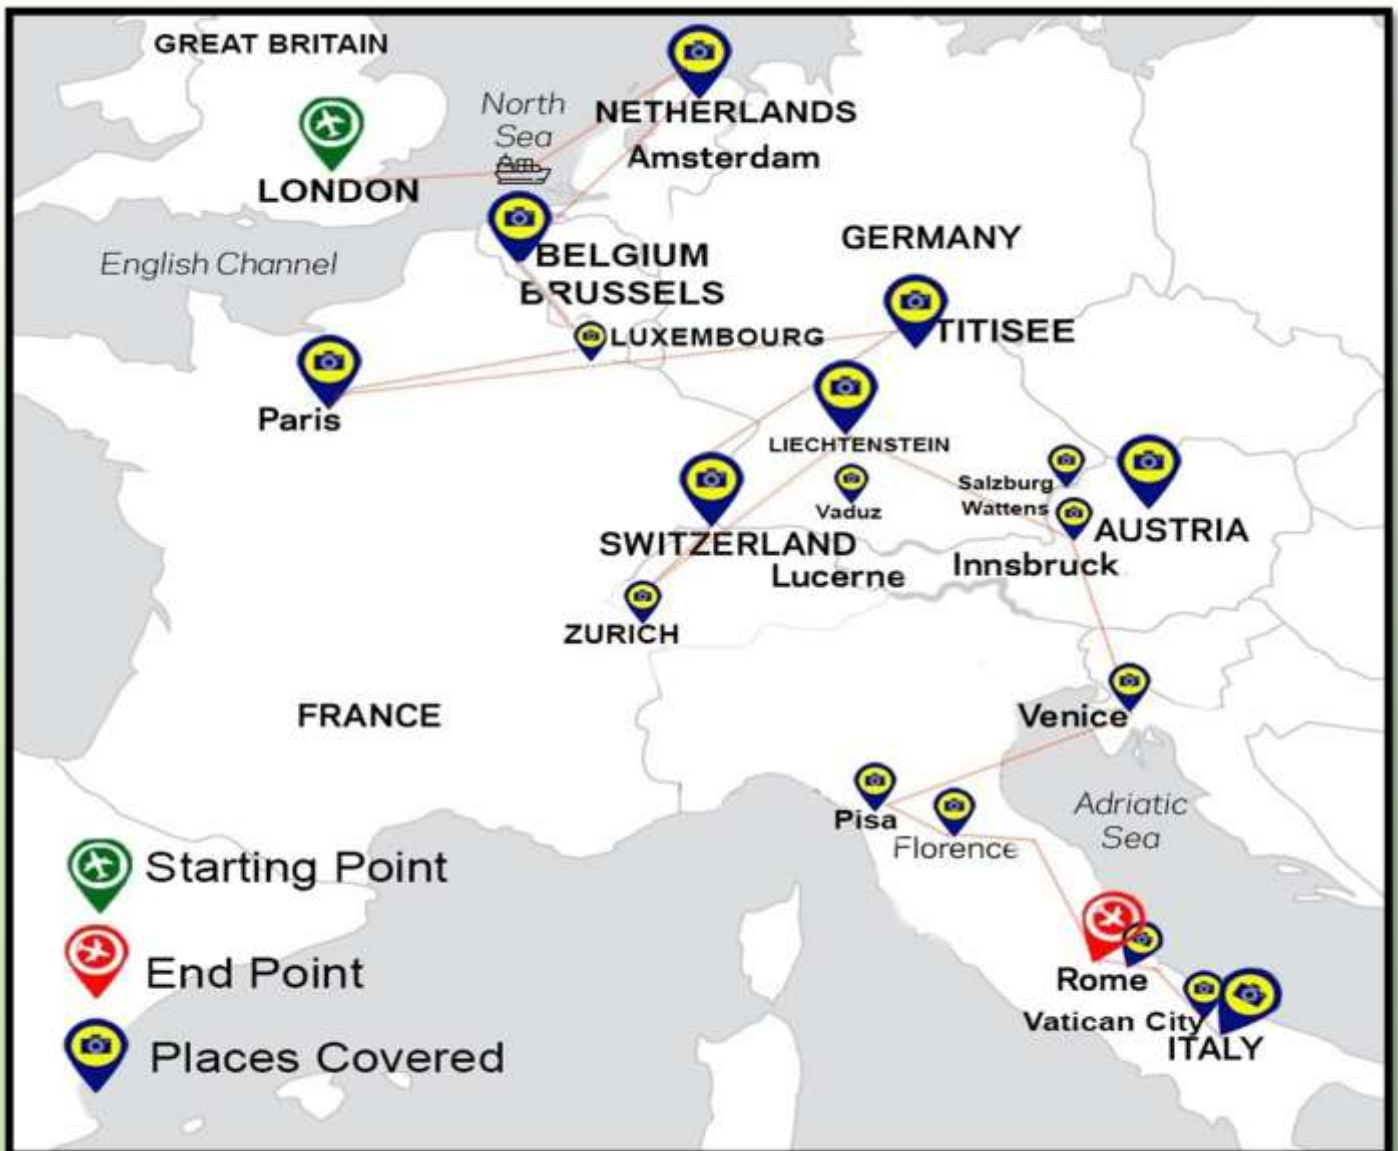 GREAT BRITAIN
North
Sea
NETHERLANDS
Amsterdam
LONDON
English Channel
BELGIUM
BRUSSELS
GERMANY
LUXEMBOURG
TITISEE
Paris
LIECHTENSTEIN
Vaduz
Salzburg
Wattens
AUSTRIA
SWITZERLAND
Lucerne
Innsbruck
ZURICH
FRANCE
Venice
Pisa
Florence
Adriatic
Sea
Starting Point
End Point
Places Covered
Rome
Vatican City
ITALY